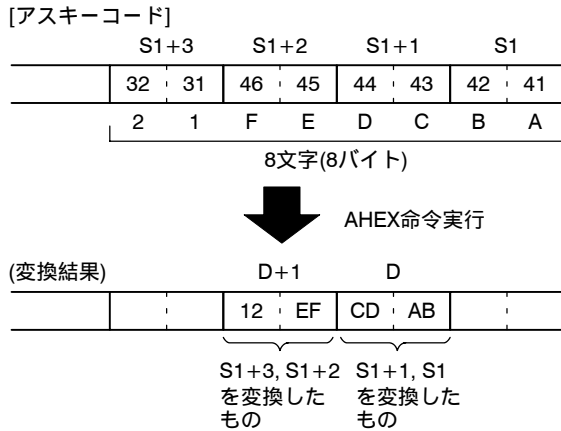 [アスキーコード]
S1+3 S1+2 S1+1 S1
32 31 46 45 44 43 42 41
2 1 F E D C B A
8文字(8バイト)
AHEX命令実行
(変換結果) D+1 D
12 EF CD AB
S1+3, S1+2
を変換した
もの
S1+1, S1
を変換した
もの